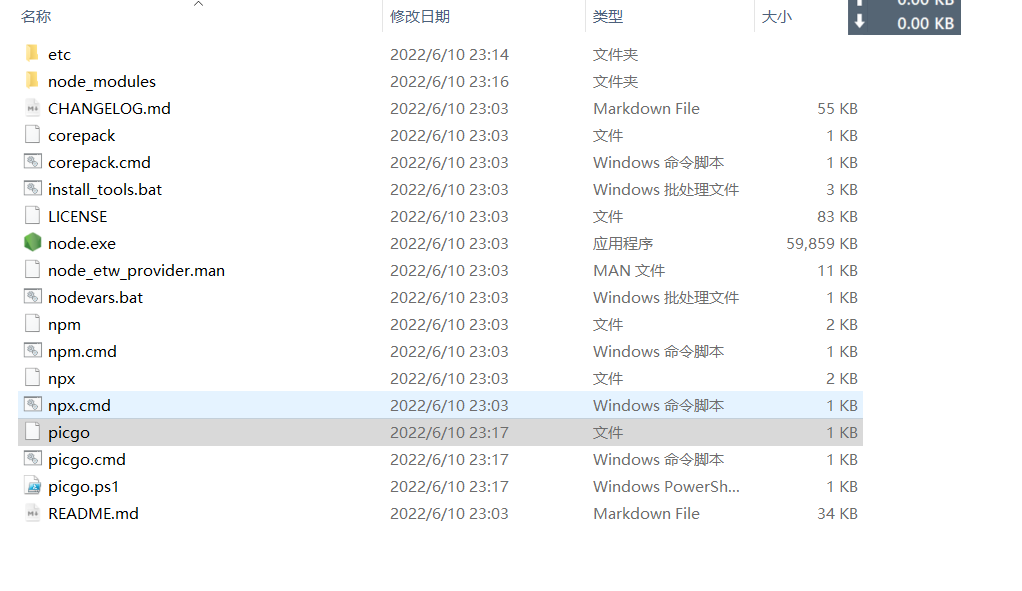 0.00 KB
名称 修改日期 类型 大小 0.00 KB
etc 2022/6/10 23:14 文件夹
node_modules 2022/6/10 23:16 文件夹
CHANGELOG.md 2022/6/10 23:03 Markdown File 55 KB
corepack 2022/6/10 23:03 文件 1 KB
corepack.cmd 2022/6/10 23:03 Windows 命令脚本 1 KB
install_tools.bat 2022/6/10 23:03 Windows 批处理文件 3 KB
LICENSE 2022/6/10 23:03 文件 83 KB
node.exe 2022/6/10 23:03 应用程序 59,859 KB
node_etw_provider.man 2022/6/10 23:03 MAN 文件 11 KB
nodevars.bat 2022/6/10 23:03 Windows 批处理文件 1 KB
npm 2022/6/10 23:03 文件 2 KB
npm.cmd 2022/6/10 23:03 Windows 命令脚本 1 KB
npx 2022/6/10 23:03 文件 2 KB
npx.cmd 2022/6/10 23:03 Windows 命令脚本 1 KB
picgo 2022/6/10 23:17 文件 1 KB
picgo.cmd 2022/6/10 23:17 Windows 命令脚本 1 KB
picgo.ps1 2022/6/10 23:17 Windows PowerSh... 1 KB
README.md 2022/6/10 23:03 Markdown File 34 KB